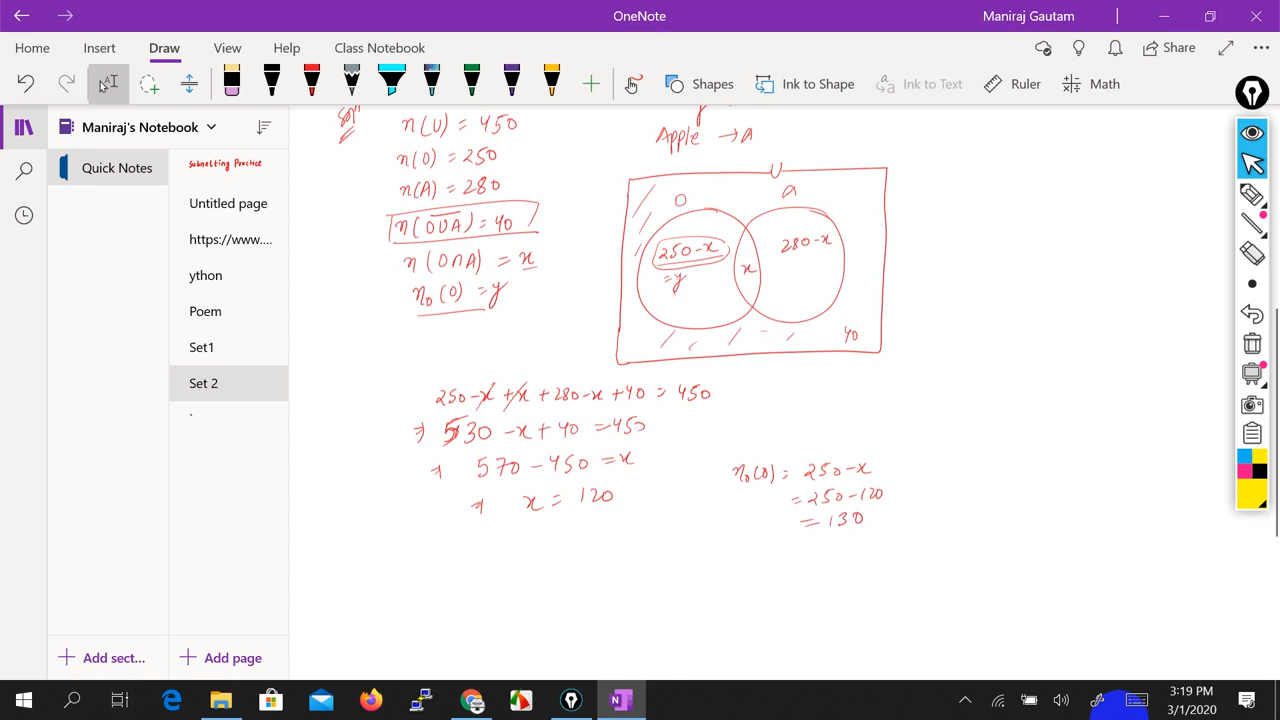 OneNote
Maniraj Gautam
Home Insert Draw View Help Class Notebook
Share
Shapes
Ink to Shape
Ink to Text
Ruler
Math
Maniraj's Notebook
Quick Notes
Subnetting Practice
Untitled page
https://www....
ython
Poem
Set1
Set 2
Add sect...
Add page
Soln
n(U) = 450
n(O) = 250
n(A) = 280
n(O̅U̅A̅) = 40
n(O∩A) = x
n₀(O) = y
Apple → A
U
O
A
250-x
= y
x
280-x
40
250-x + x + 280-x + 40 = 450
⇒ 530 - x + 40 = 450
⇒ 570 - 450 = x
⇒ x = 120
n₀(O) = 250-x
= 250-120
= 130
3:19 PM
3/1/2020